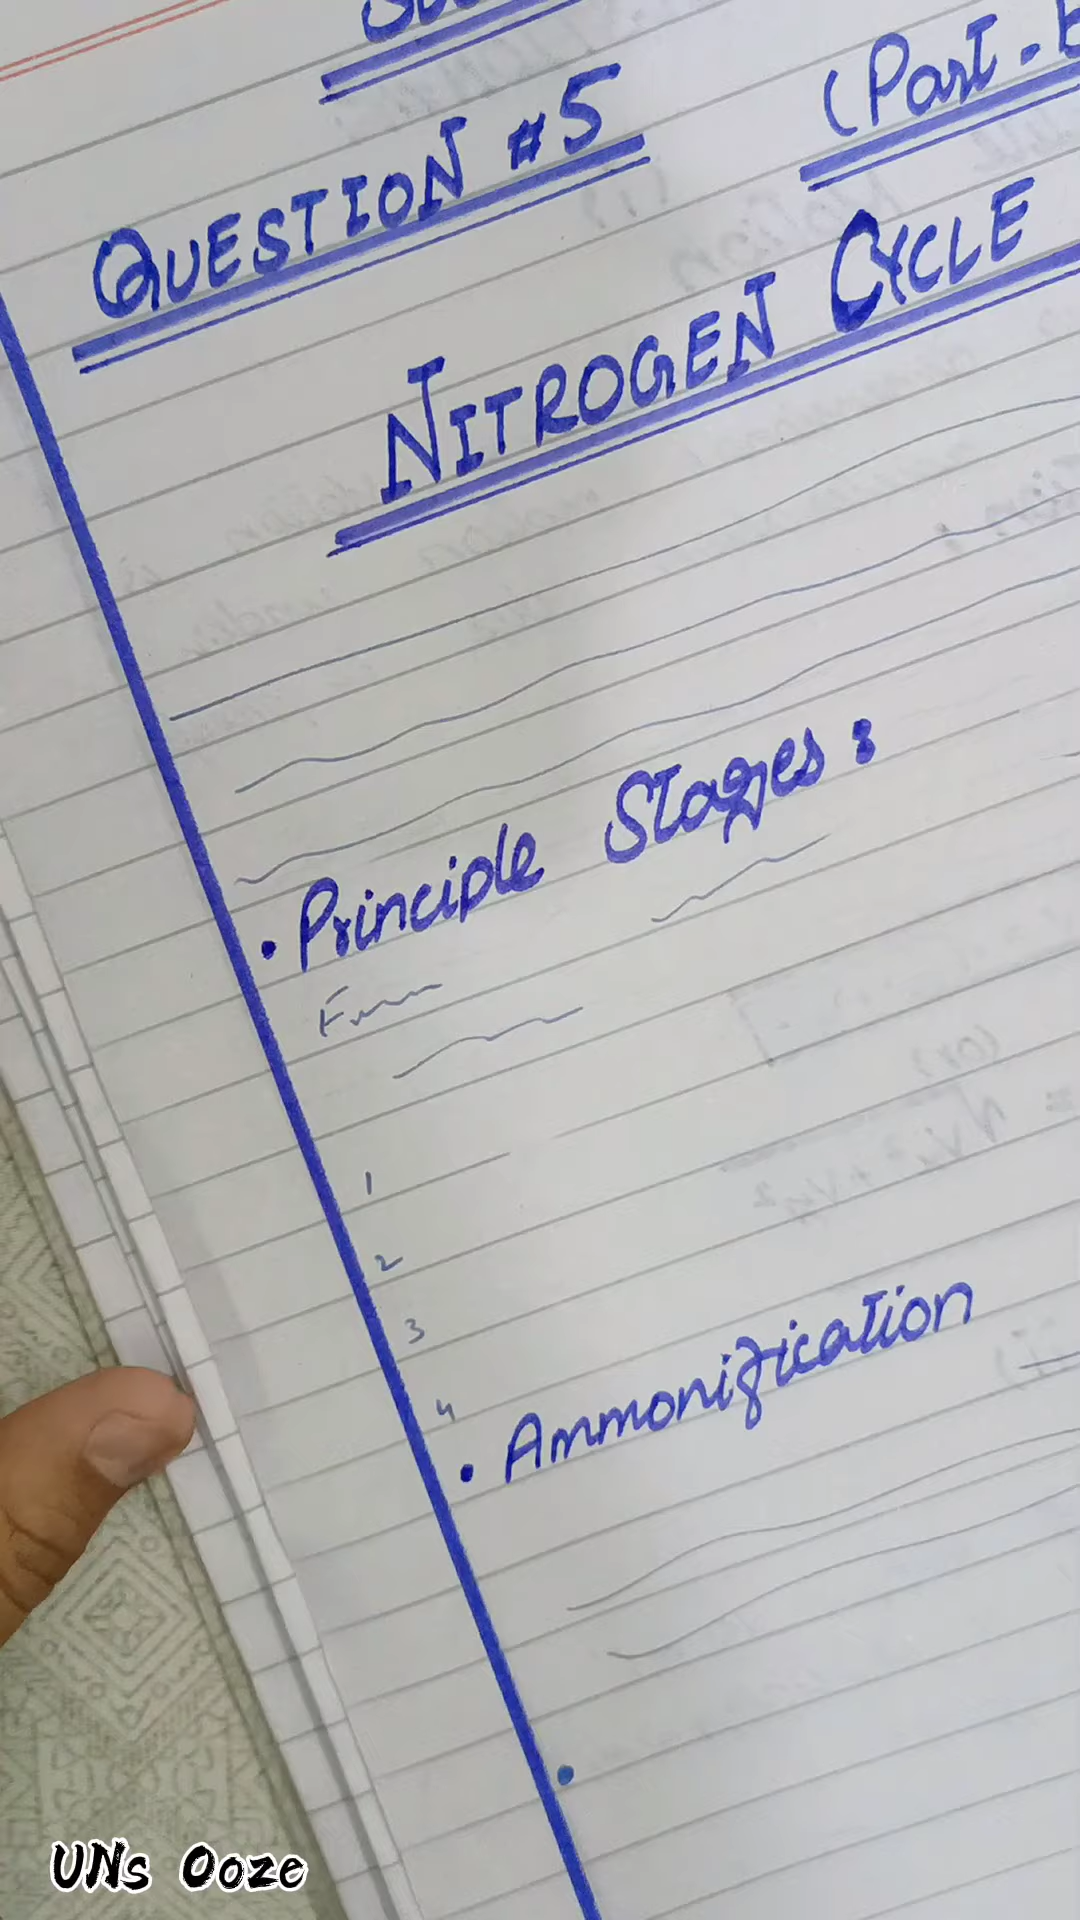 QUESTION #5
(Part-
NITROGEN CYCLE
• Principle Stages:
1
2
3
4
• Ammonification
•
UNs Ooze